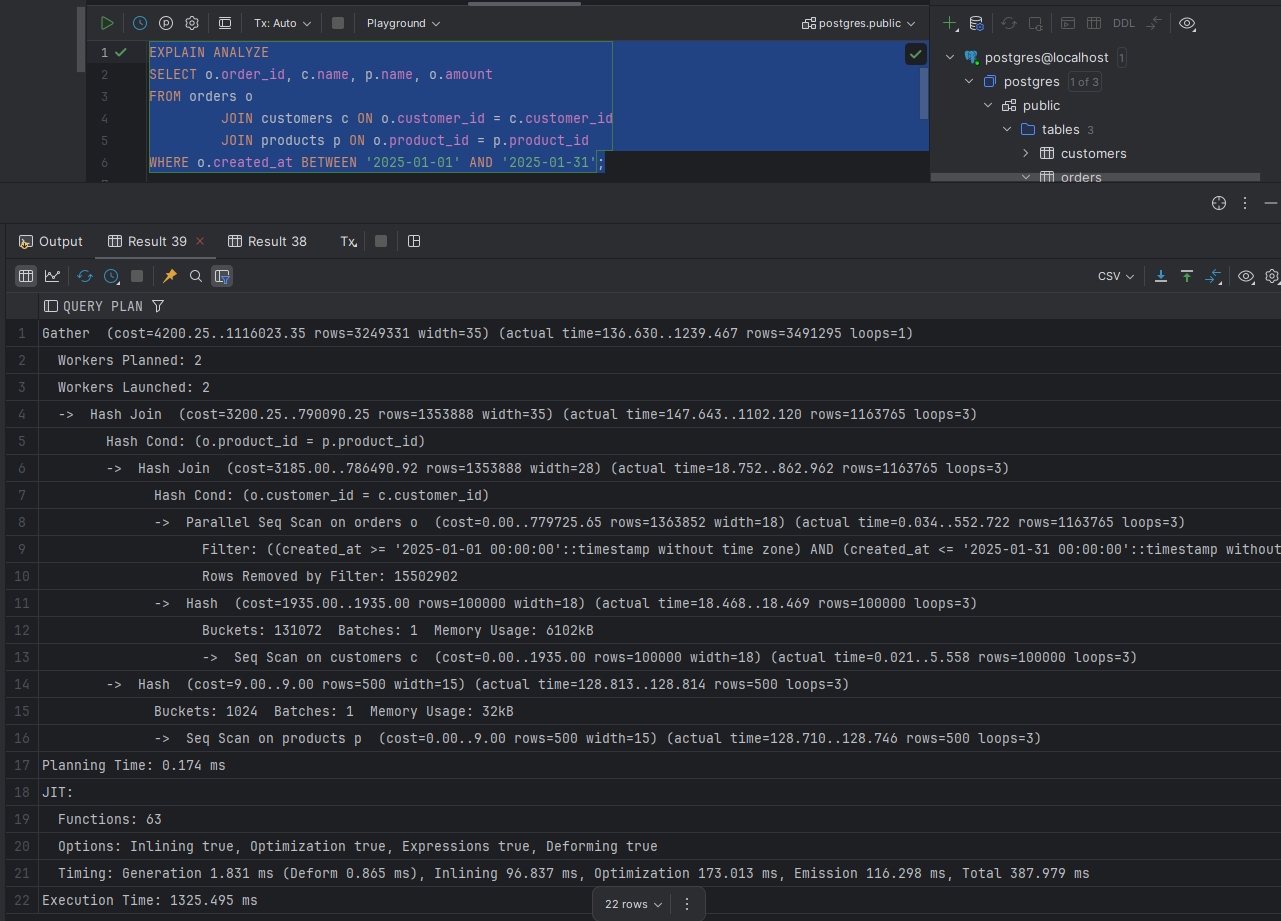 Tx: Auto
Playground
postgres.public
1 EXPLAIN ANALYZE
2 SELECT o.order_id, c.name, p.name, o.amount
3 FROM orders o
4 JOIN customers c ON o.customer_id = c.customer_id
5 JOIN products p ON o.product_id = p.product_id
6 WHERE o.created_at BETWEEN '2025-01-01' AND '2025-01-31';
DDL
postgres@localhost 1
postgres 1 of 3
public
tables 3
customers
orders
Output
Result 39
Result 38
Tx
CSV
QUERY PLAN
1 Gather (cost=4200.25..1116023.35 rows=3249331 width=35) (actual time=136.630..1239.467 rows=3491295 loops=1)
2 Workers Planned: 2
3 Workers Launched: 2
4 -> Hash Join (cost=3200.25..790090.25 rows=1353888 width=35) (actual time=147.643..1102.120 rows=1163765 loops=3)
5 Hash Cond: (o.product_id = p.product_id)
6 -> Hash Join (cost=3185.00..786490.92 rows=1353888 width=28) (actual time=18.752..862.962 rows=1163765 loops=3)
7 Hash Cond: (o.customer_id = c.customer_id)
8 -> Parallel Seq Scan on orders o (cost=0.00..779725.65 rows=1363852 width=18) (actual time=0.034..552.722 rows=1163765 loops=3)
9 Filter: ((created_at >= '2025-01-01 00:00:00'::timestamp without time zone) AND (created_at <= '2025-01-31 00:00:00'::timestamp without
10 Rows Removed by Filter: 15502902
11 -> Hash (cost=1935.00..1935.00 rows=100000 width=18) (actual time=18.468..18.469 rows=100000 loops=3)
12 Buckets: 131072 Batches: 1 Memory Usage: 6102kB
13 -> Seq Scan on customers c (cost=0.00..1935.00 rows=100000 width=18) (actual time=0.021..5.558 rows=100000 loops=3)
14 -> Hash (cost=9.00..9.00 rows=500 width=15) (actual time=128.813..128.814 rows=500 loops=3)
15 Buckets: 1024 Batches: 1 Memory Usage: 32kB
16 -> Seq Scan on products p (cost=0.00..9.00 rows=500 width=15) (actual time=128.710..128.746 rows=500 loops=3)
17 Planning Time: 0.174 ms
18 JIT:
19 Functions: 63
20 Options: Inlining true, Optimization true, Expressions true, Deforming true
21 Timing: Generation 1.831 ms (Deform 0.865 ms), Inlining 96.837 ms, Optimization 173.013 ms, Emission 116.298 ms, Total 387.979 ms
22 Execution Time: 1325.495 ms
22 rows